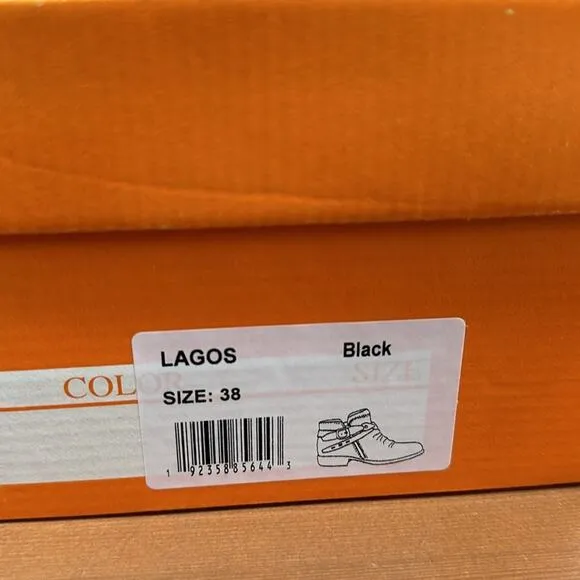 LAGOS Black
COLOR SIZE
SIZE: 38
1 92358 85644 3